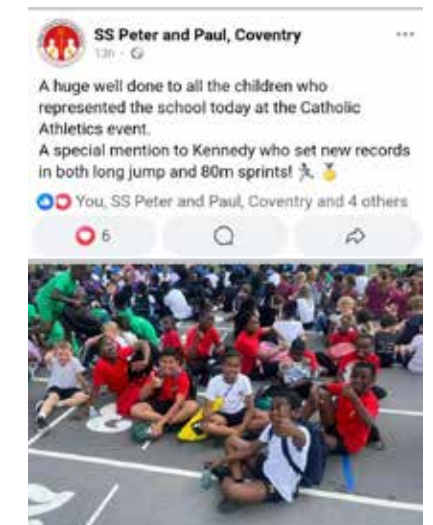 SS Peter and Paul, Coventry
13h
A huge well done to all the children who
represented the school today at the Catholic
Athletics event.
A special mention to Kennedy who set new records
in both long jump and 80m sprints! 🏃 🏅
You, SS Peter and Paul, Coventry and 4 others
6